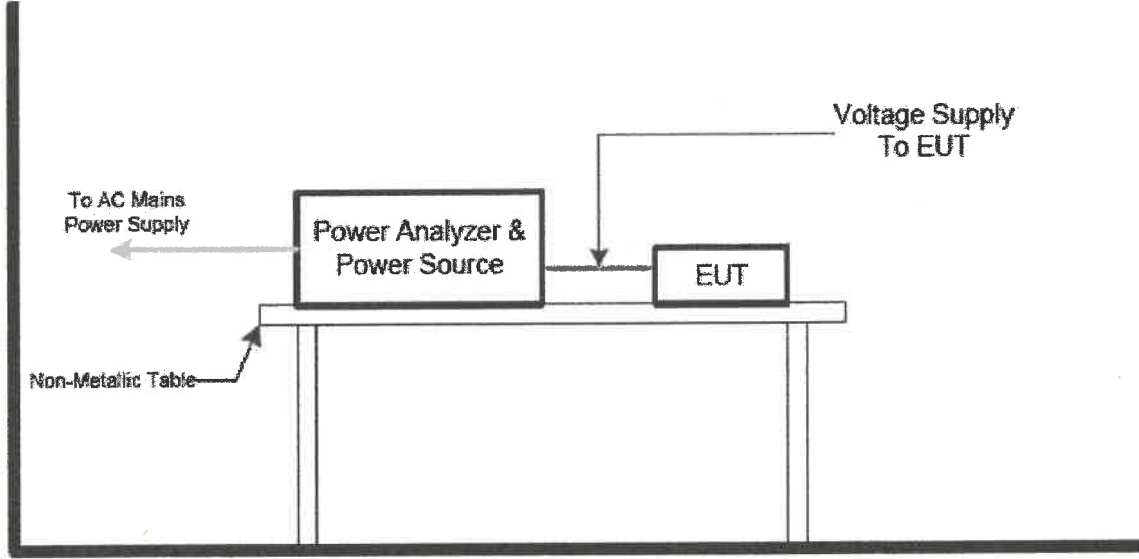 Voltage Supply
To EUT
To AC Mains
Power Supply
Power Analyzer &
Power Source
EUT
Non-Metallic Table